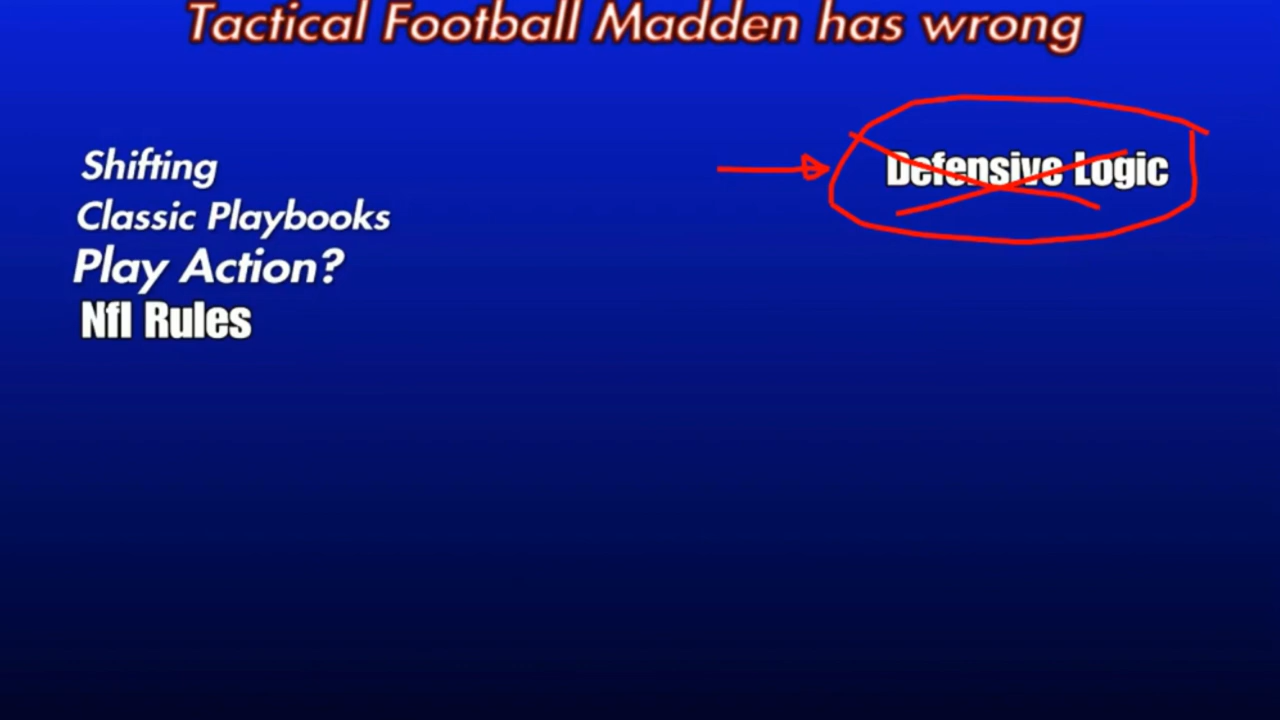 Tactical Football Madden has wrong
Shifting
Classic Playbooks
Play Action?
Nfl Rules
Defensive Logic